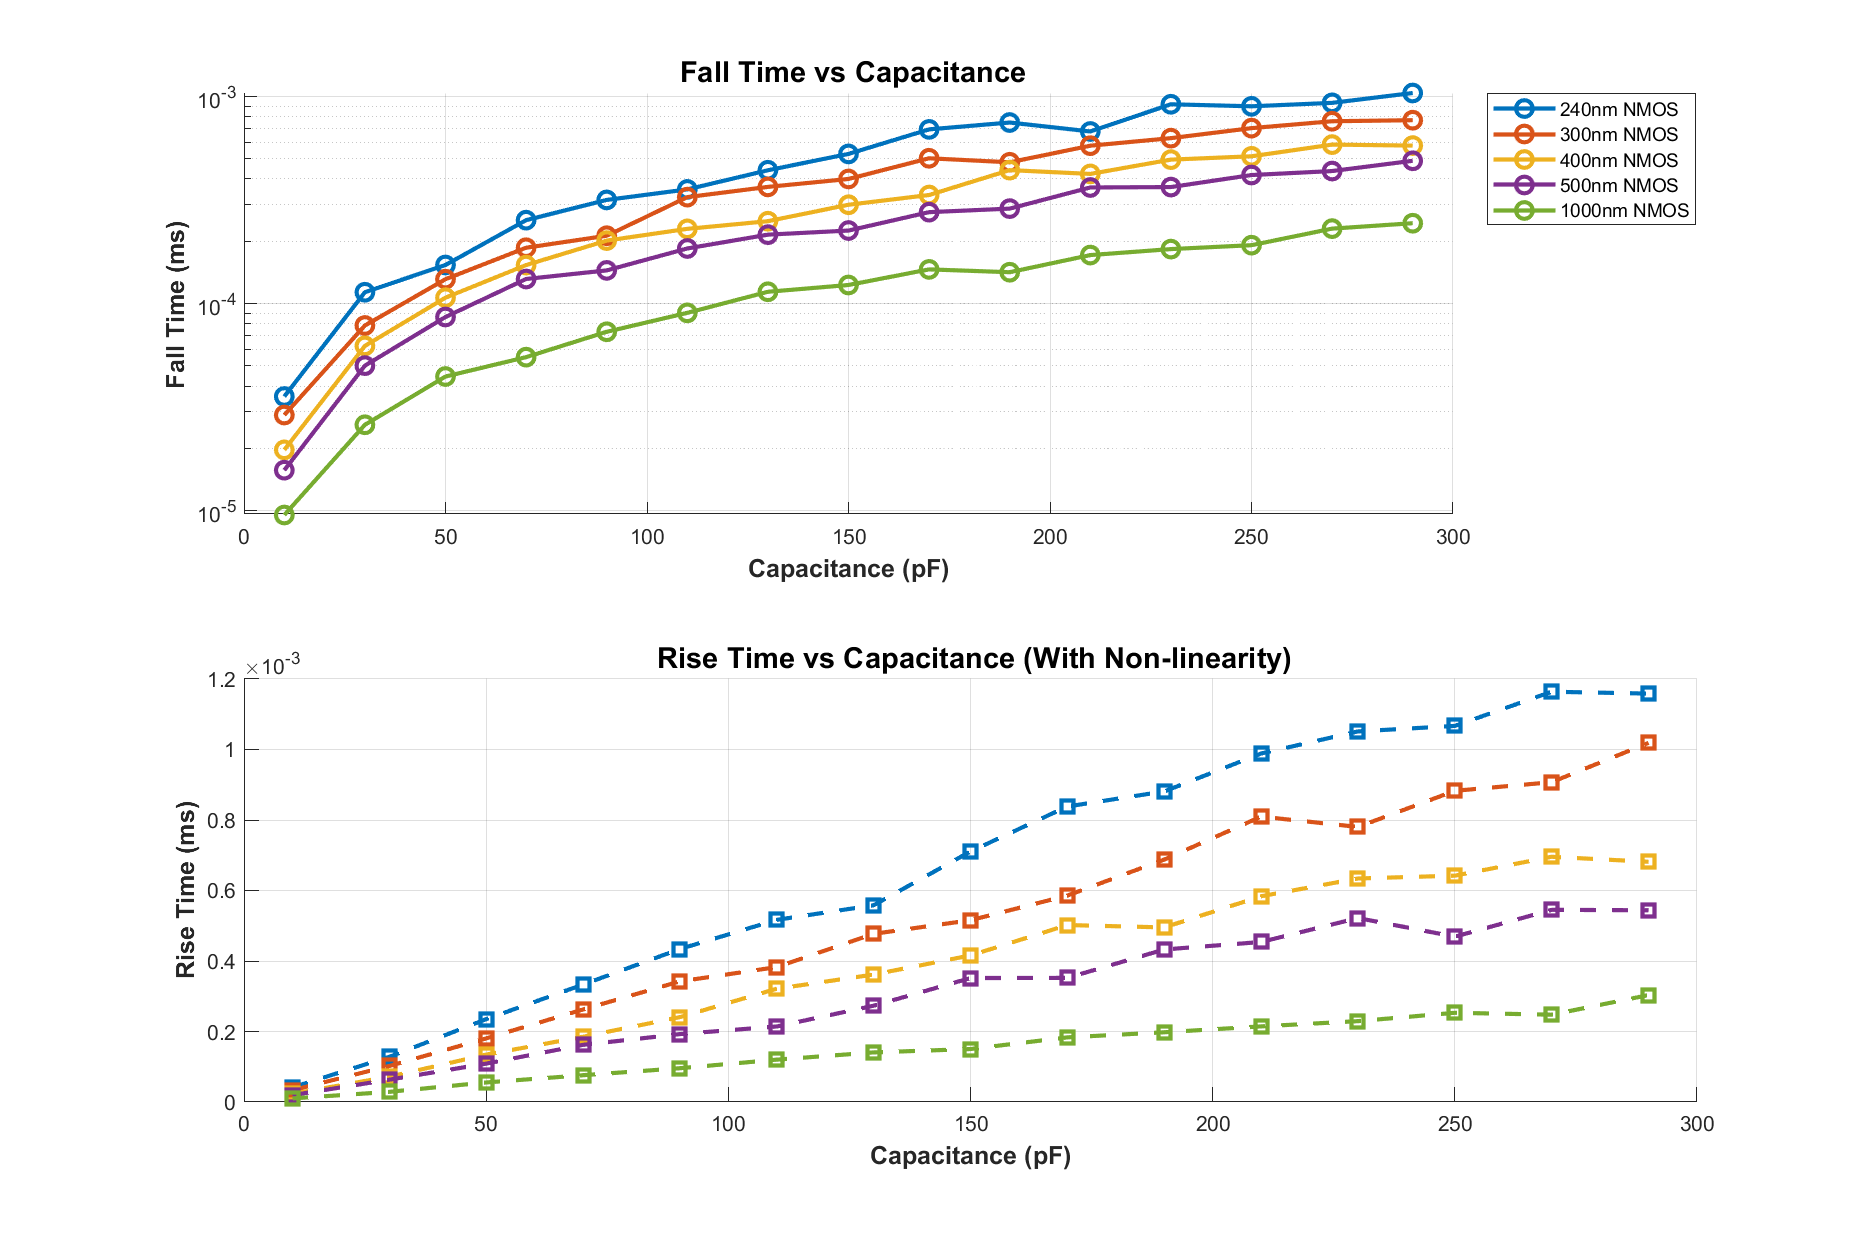 Fall Time vs Capacitance
10^-3
10^-4
10^-5
Fall Time (ms)
0 50 100 150 200 250 300
Capacitance (pF)
240nm NMOS
300nm NMOS
400nm NMOS
500nm NMOS
1000nm NMOS
Rise Time vs Capacitance (With Non-linearity)
×10^-3
1.2
1
0.8
0.6
0.4
0.2
0
Rise Time (ms)
0 50 100 150 200 250 300
Capacitance (pF)